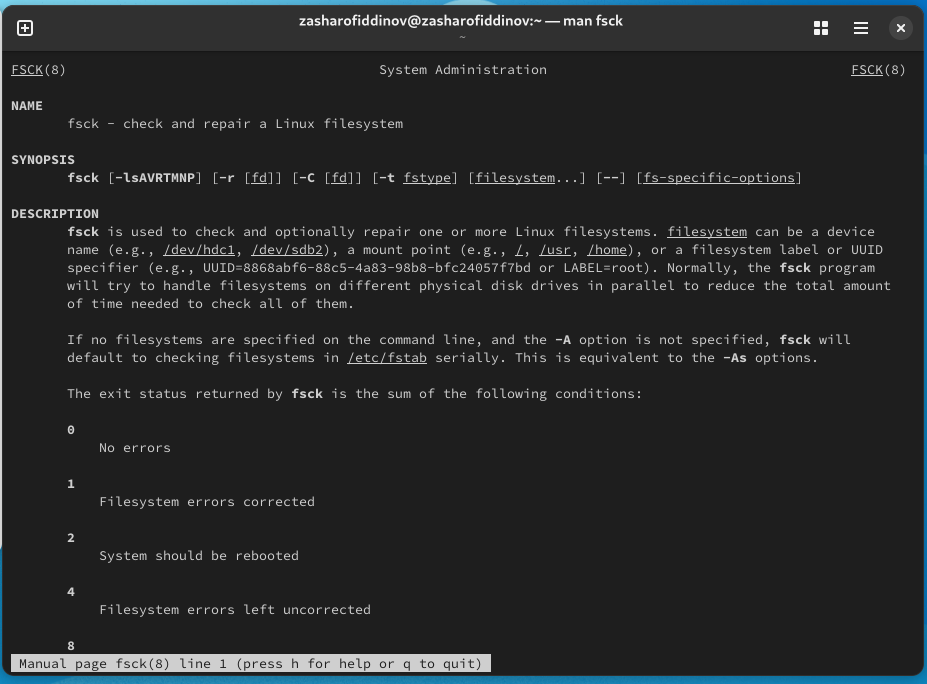 zasharofiddinov@zasharofiddinov:~ — man fsck
~
FSCK(8) System Administration FSCK(8)
NAME
fsck - check and repair a Linux filesystem
SYNOPSIS
fsck [-lsAVRTMNP] [-r [fd]] [-C [fd]] [-t fstype] [filesystem...] [--] [fs-specific-options]
DESCRIPTION
fsck is used to check and optionally repair one or more Linux filesystems. filesystem can be a device
name (e.g., /dev/hdc1, /dev/sdb2), a mount point (e.g., /, /usr, /home), or a filesystem label or UUID
specifier (e.g., UUID=8868abf6-88c5-4a83-98b8-bfc24057f7bd or LABEL=root). Normally, the fsck program
will try to handle filesystems on different physical disk drives in parallel to reduce the total amount
of time needed to check all of them.
If no filesystems are specified on the command line, and the -A option is not specified, fsck will
default to checking filesystems in /etc/fstab serially. This is equivalent to the -As options.
The exit status returned by fsck is the sum of the following conditions:
0
No errors
1
Filesystem errors corrected
2
System should be rebooted
4
Filesystem errors left uncorrected
8
Manual page fsck(8) line 1 (press h for help or q to quit)